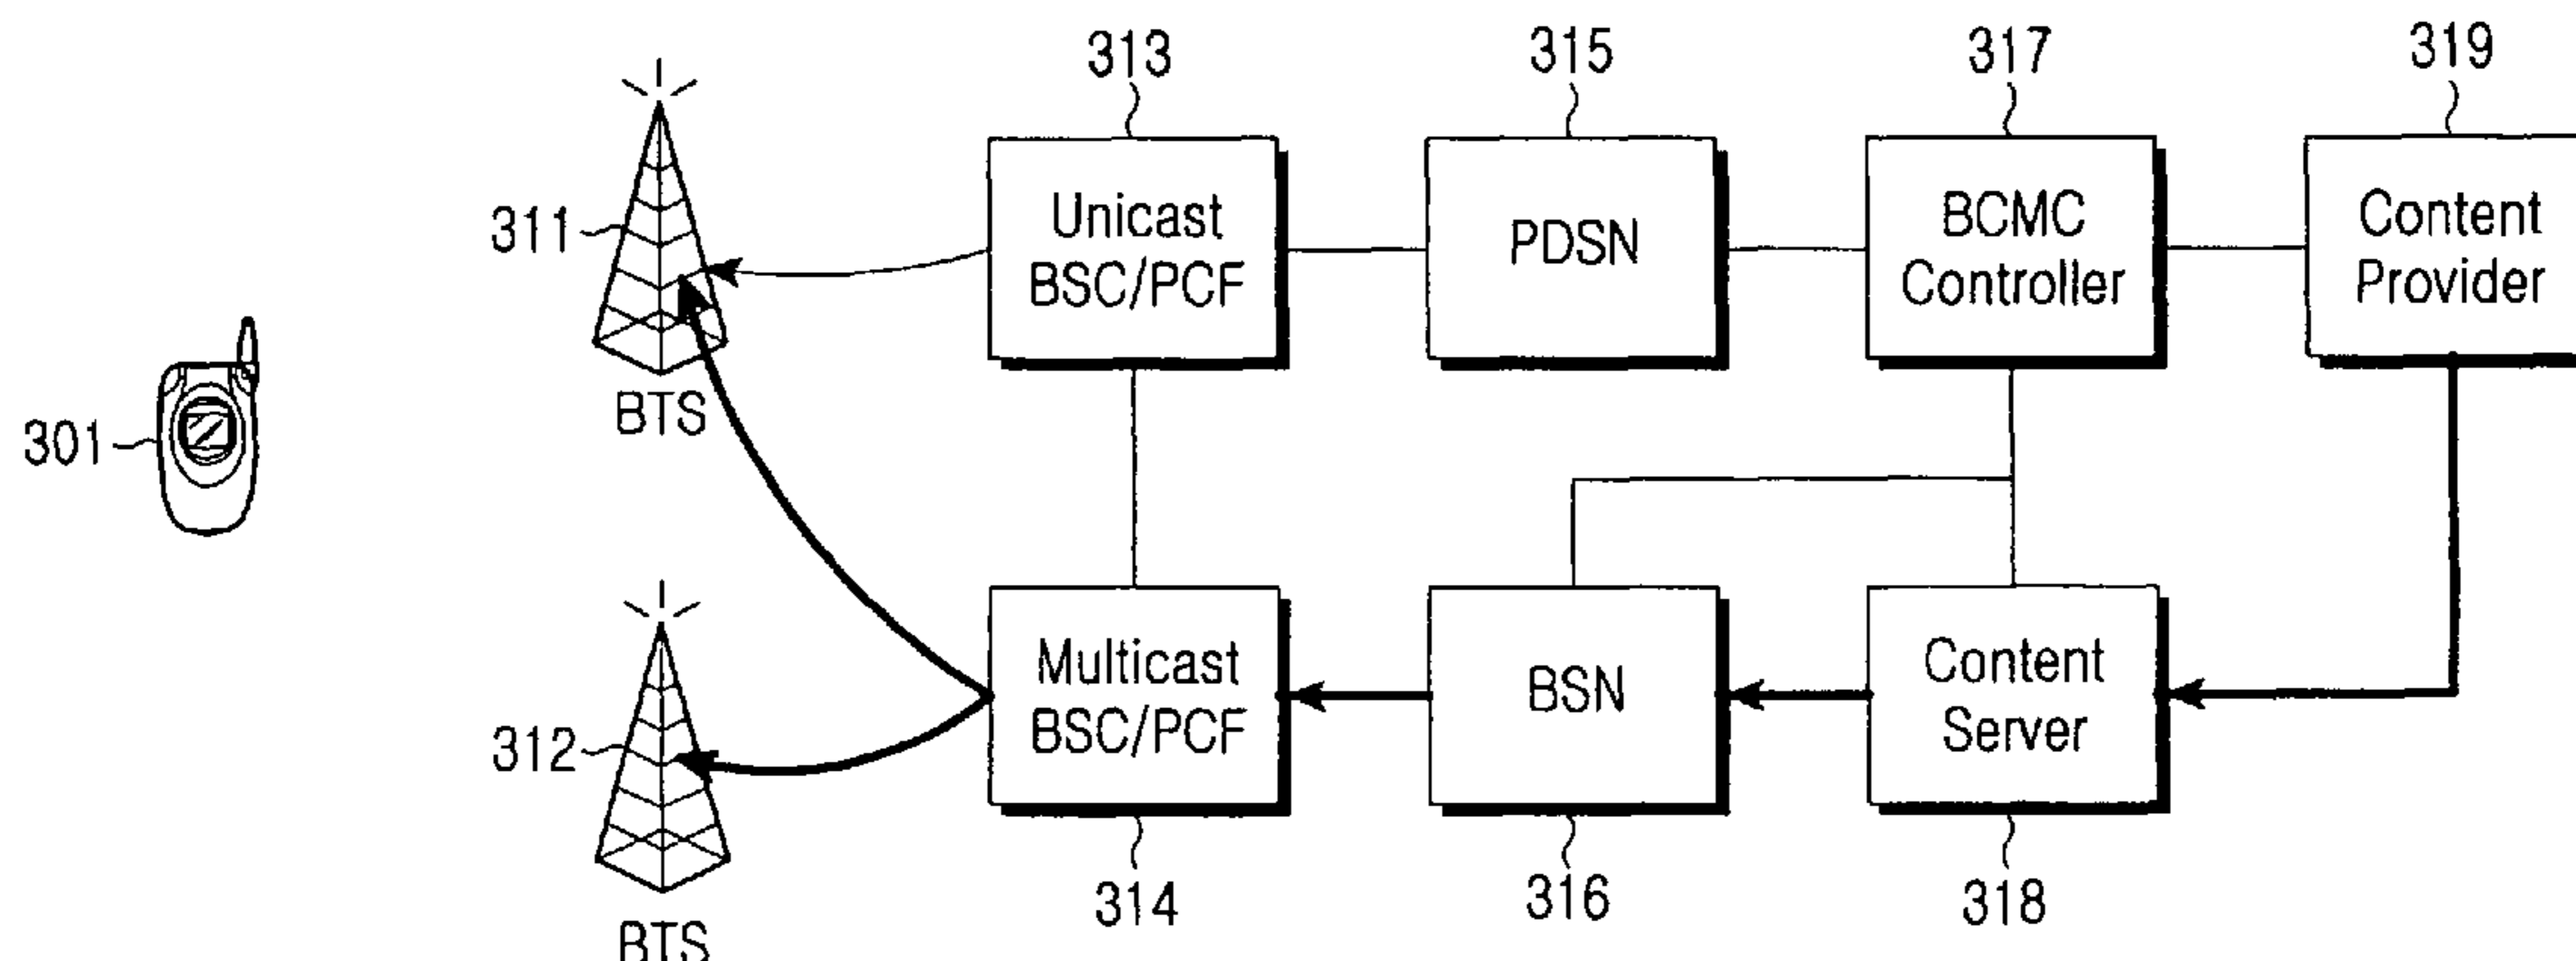 313
315
317
319
311
Unicast
BSC/PCF
PDSN
BCMC
Controller
Content
Provider
BTS
301
312
Multicast
BSC/PCF
BSN
Content
Server
314
316
318
BTS